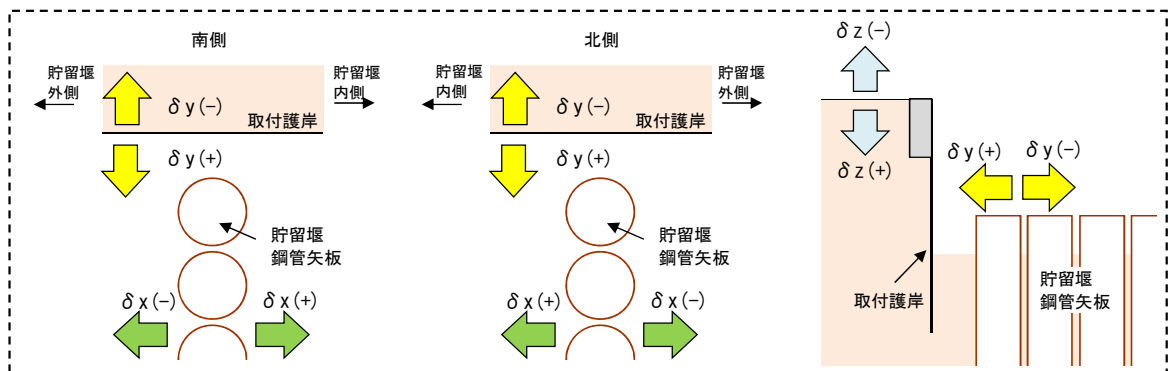 南側
貯留堰
外側
貯留堰
内側
δy(−)
取付護岸
δy(+)
貯留堰
鋼管矢板
δx(−)
δx(+)
北側
貯留堰
内側
貯留堰
外側
δy(−)
取付護岸
δy(+)
貯留堰
鋼管矢板
δx(+)
δx(−)
δz(−)
δz(+)
δy(+)
δy(−)
取付護岸
貯留堰
鋼管矢板